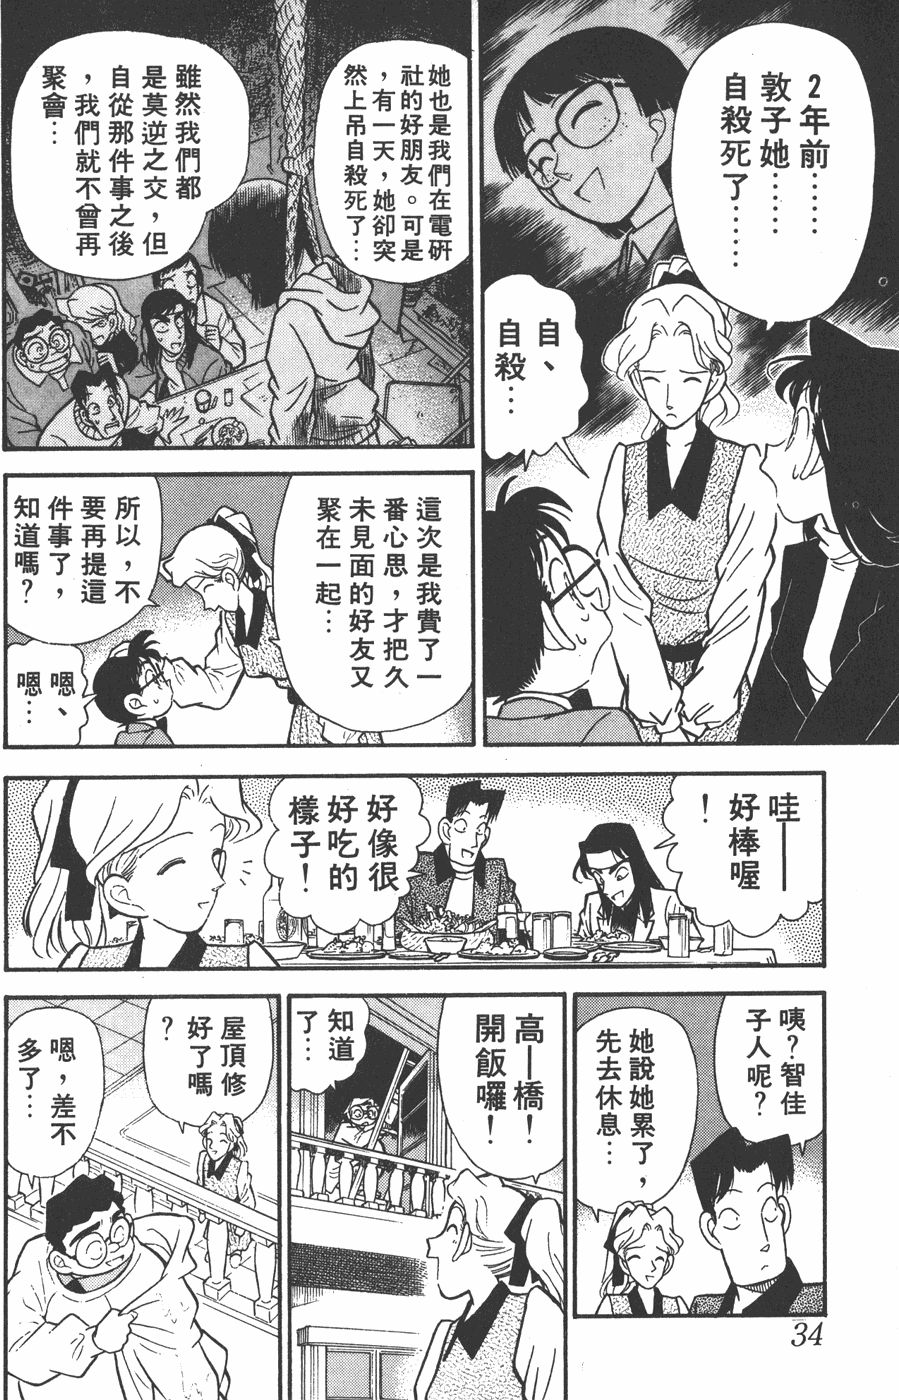 2年前……
敦子她……
自殺死了……
自、
自殺…
她也是我們在電研
社的好朋友。可是
，有一天，她卻突
然上吊自殺死了…
雖然我們都
是莫逆之交，但
自從那件事之後
，我們就不曾再
聚會…
這次是我費了一
番心思，才把久
未見面的好友又
聚在一起…
所以，不
要再提這
件事了，
知道嗎？
嗯、
嗯…
哇——
好棒喔
！
好像很
好吃的
樣子！
咦？智佳
子人呢？
她說她累了，
先去休息…
高—橋！
開飯囉！
知道
了…
屋頂修
好了嗎
？
嗯，差不
多了…
34